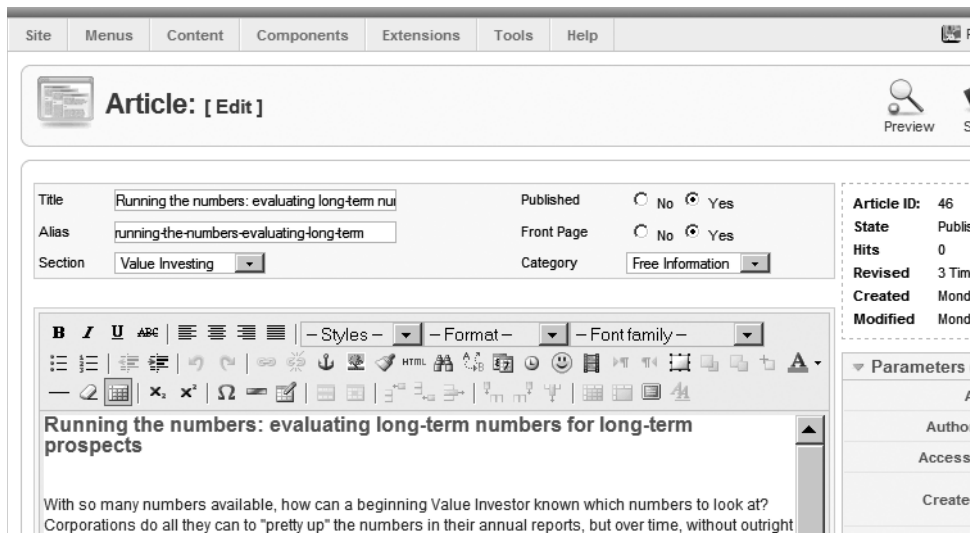 Site Menus Content Components Extensions Tools Help
Article: [ Edit ]
Preview
Title Running the numbers: evaluating long-term Published No Yes
Alias running-the-numbers-evaluating-long-term Front Page No Yes
Section Value Investing Category Free Information
Article ID: 46
State
Hits 0
Revised 3
Created
Modified
B I U ABC – Styles – – Format – – Font family –
HTML
A
Parameters
Running the numbers: evaluating long-term numbers for long-term
prospects
Access
With so many numbers available, how can a beginning Value Investor known which numbers to look at?
Corporations do all they can to "pretty up" the numbers in their annual reports, but over time, without outright